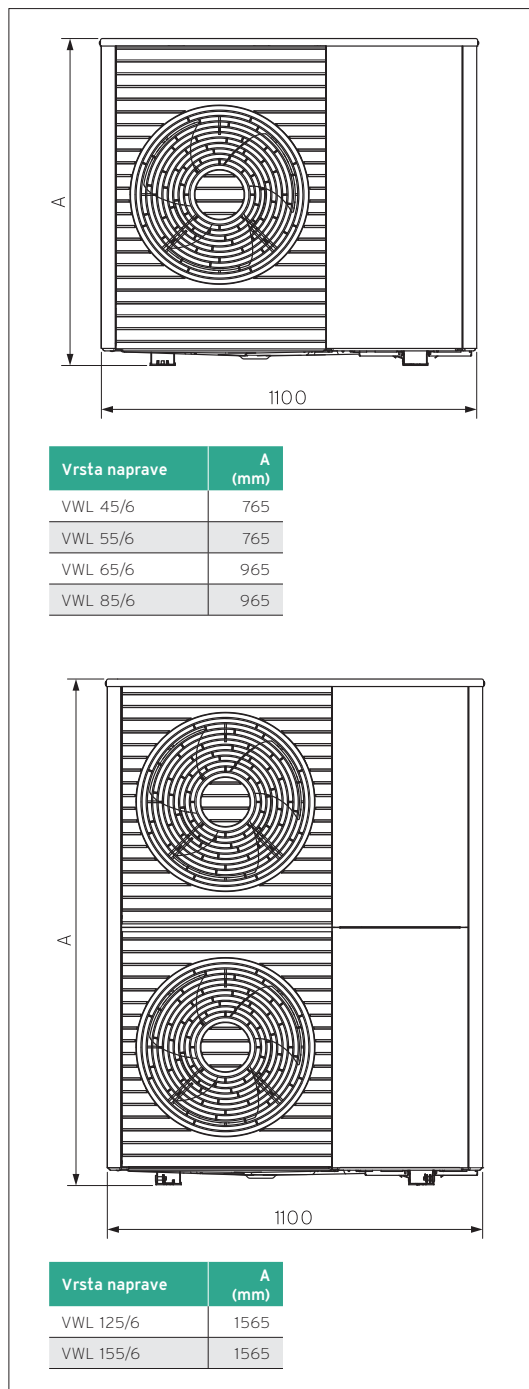 A
1100
Vrsta naprave A (mm)
VWL 45/6 765
VWL 55/6 765
VWL 65/6 965
VWL 85/6 965
A
1100
Vrsta naprave A (mm)
VWL 125/6 1565
VWL 155/6 1565